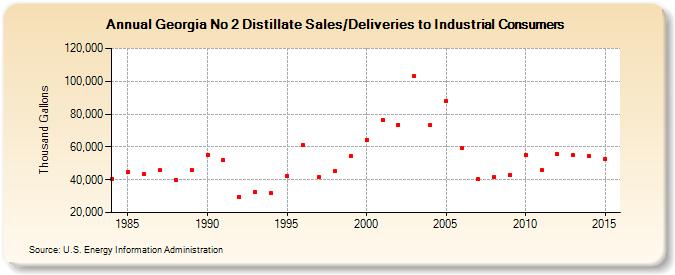 Annual Georgia No 2 Distillate Sales/Deliveries to Industrial Consumers
Thousand Gallons
120,000
100,000
80,000
60,000
40,000
20,000
1985 1990 1995 2000 2005 2010 2015
Source: U.S. Energy Information Administration